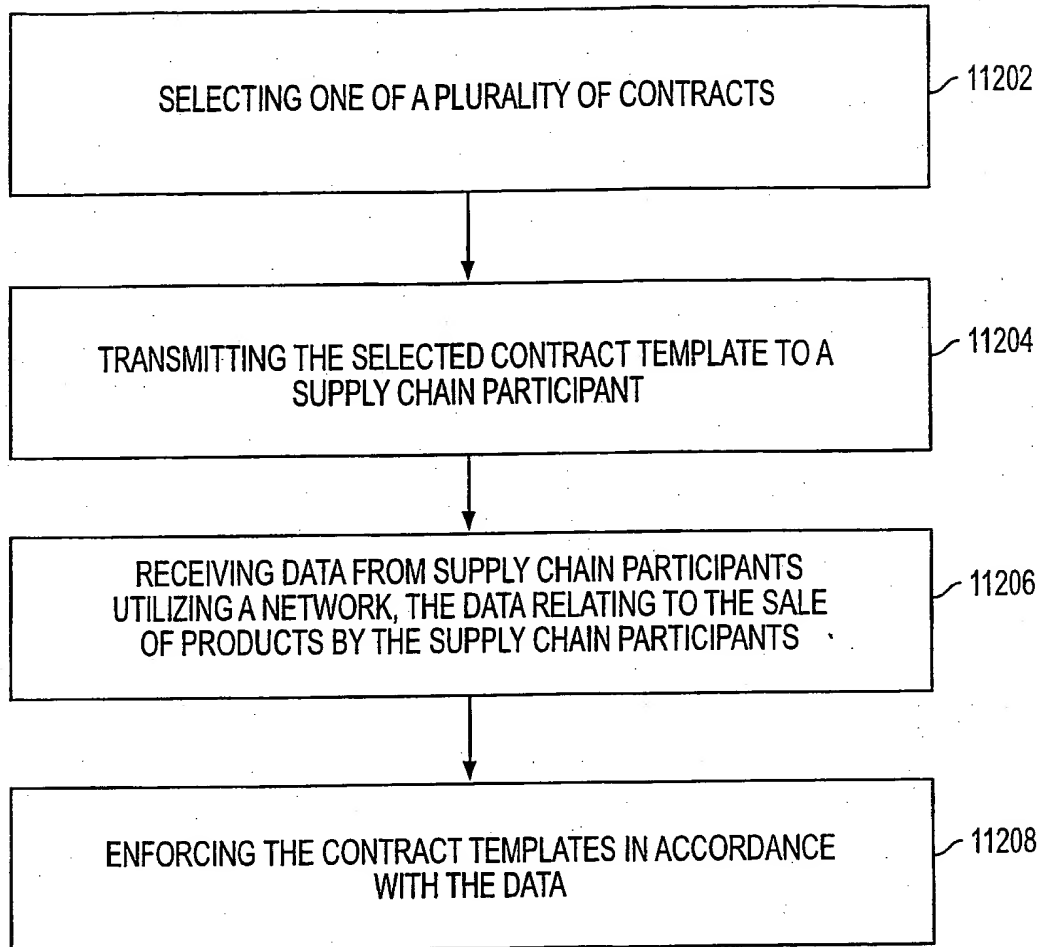 SELECTING ONE OF A PLURALITY OF CONTRACTS
11202
TRANSMITTING THE SELECTED CONTRACT TEMPLATE TO A
SUPPLY CHAIN PARTICIPANT
11204
RECEIVING DATA FROM SUPPLY CHAIN PARTICIPANTS
UTILIZING A NETWORK, THE DATA RELATING TO THE SALE
OF PRODUCTS BY THE SUPPLY CHAIN PARTICIPANTS
11206
ENFORCING THE CONTRACT TEMPLATES IN ACCORDANCE
WITH THE DATA
11208